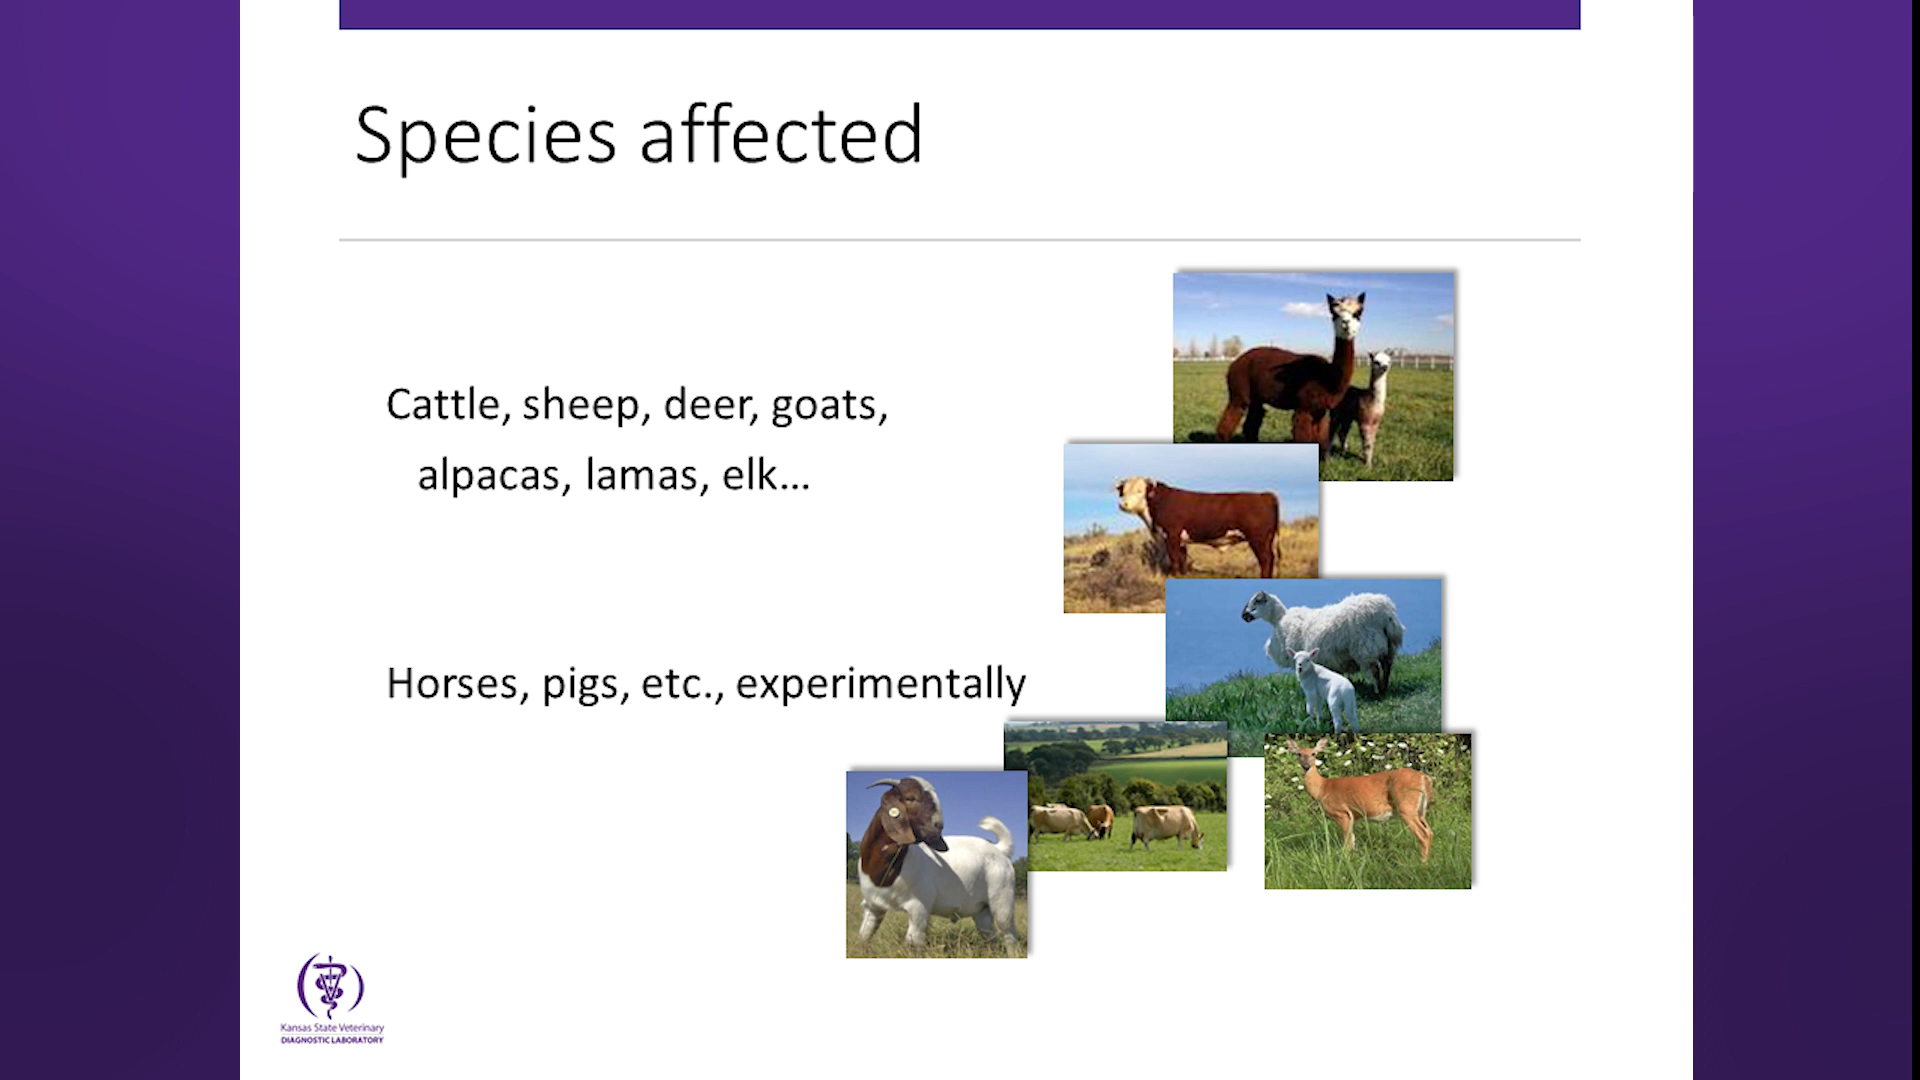 Species affected
Cattle, sheep, deer, goats,
alpacas, lamas, elk...
Horses, pigs, etc., experimentally
Kansas State Veterinary
DIAGNOSTIC LABORATORY